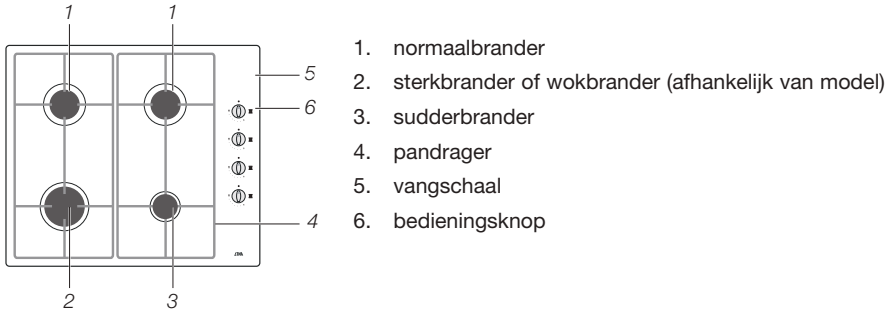 1 1
5
6
4
2 3
1. normaalbrander
2. sterkbrander of wokbrander (afhankelijk van model)
3. sudderbrander
4. pandrager
5. vangschaal
6. bedieningsknop